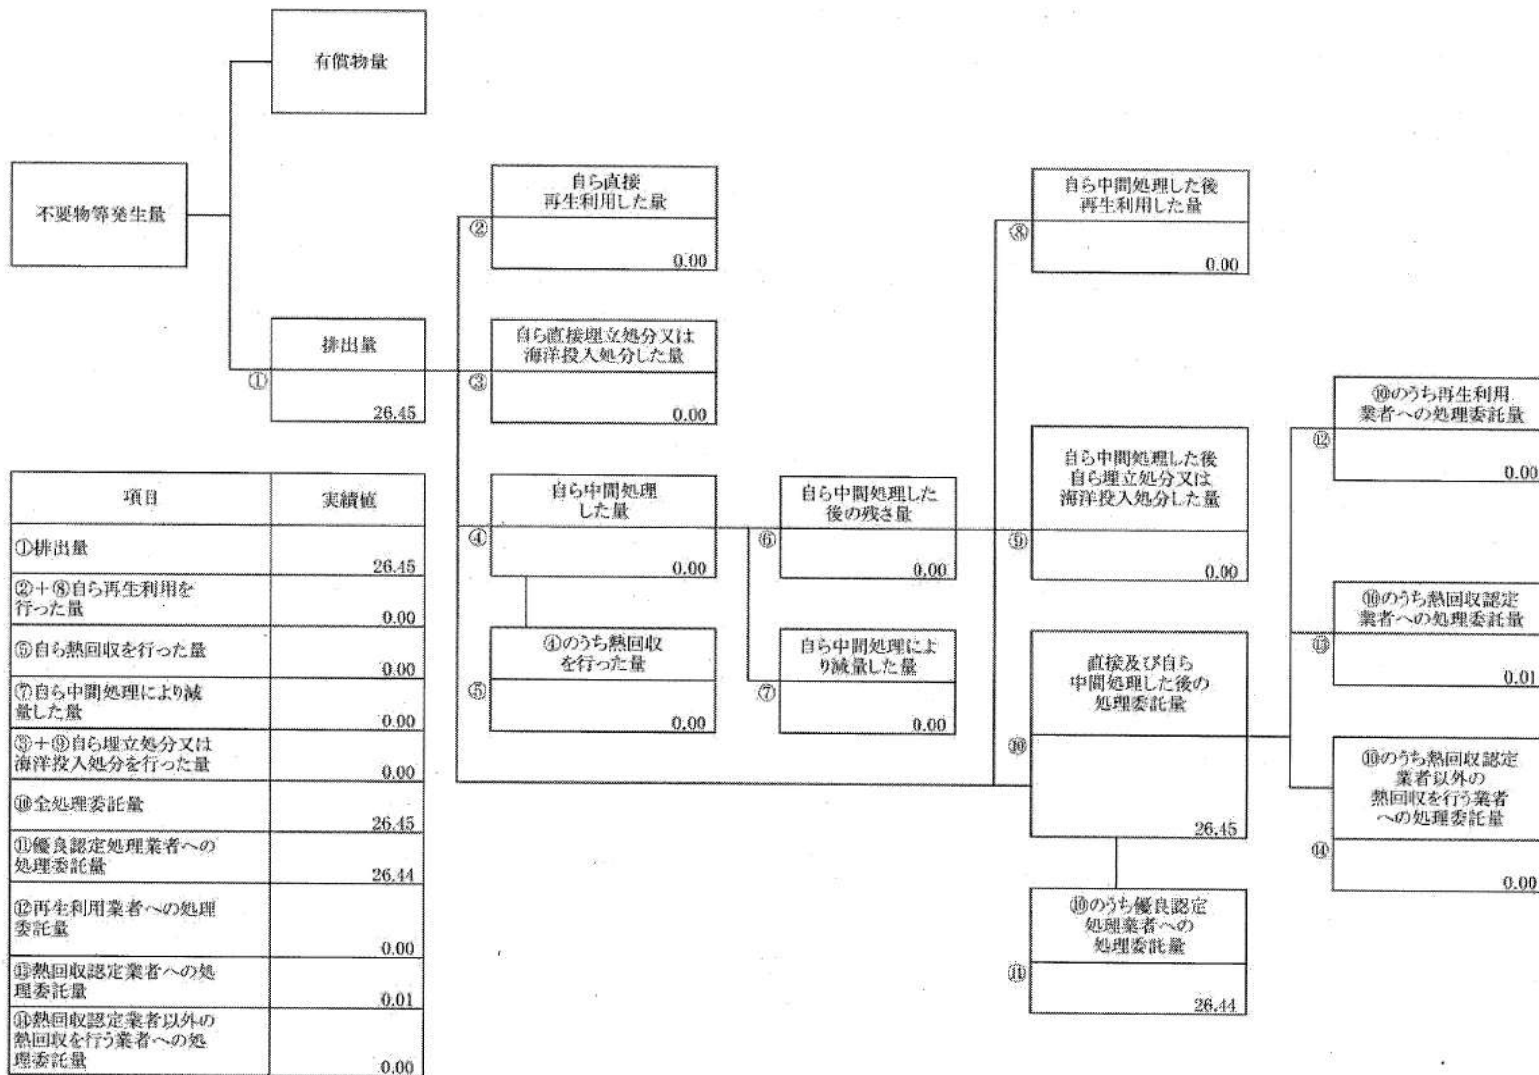 有償物量
不要物等発生量
排出量
①
26.45
自ら直接
再生利用した量
②
0.00
自ら直接埋立処分又は
海洋投入処分した量
③
0.00
自ら中間処理
した量
④
0.00
④のうち熱回収
を行った量
⑤
0.00
自ら中間処理した
後の残さ量
⑥
0.00
自ら中間処理によ
り減量した量
⑦
0.00
自ら中間処理した後
再生利用した量
⑧
0.00
自ら中間処理した後
自ら埋立処分又は
海洋投入処分した量
⑨
0.00
直接及び自ら
中間処理した後の
処理委託量
⑩
26.45
⑩のうち優良認定
処理業者への
処理委託量
⑪
26.44
⑩のうち再生利用
業者への処理委託量
⑫
0.00
⑩のうち熱回収認定
業者への処理委託量
⑬
0.01
⑩のうち熱回収認定
業者以外の
熱回収を行う業者
への処理委託量
⑭
0.00
項目 実績値
①排出量
26.45
②+⑧自ら再生利用を
行った量
0.00
⑤自ら熱回収を行った量
0.00
⑦自ら中間処理により減
量した量
0.00
③+⑨自ら埋立処分又は
海洋投入処分を行った量
0.00
⑩全処理委託量
26.45
⑪優良認定処理業者への
処理委託量
26.44
⑫再生利用業者への処理
委託量
0.00
⑬熱回収認定業者への処
理委託量
0.01
⑭熱回収認定業者以外の
熱回収を行う業者への処
理委託量
0.00